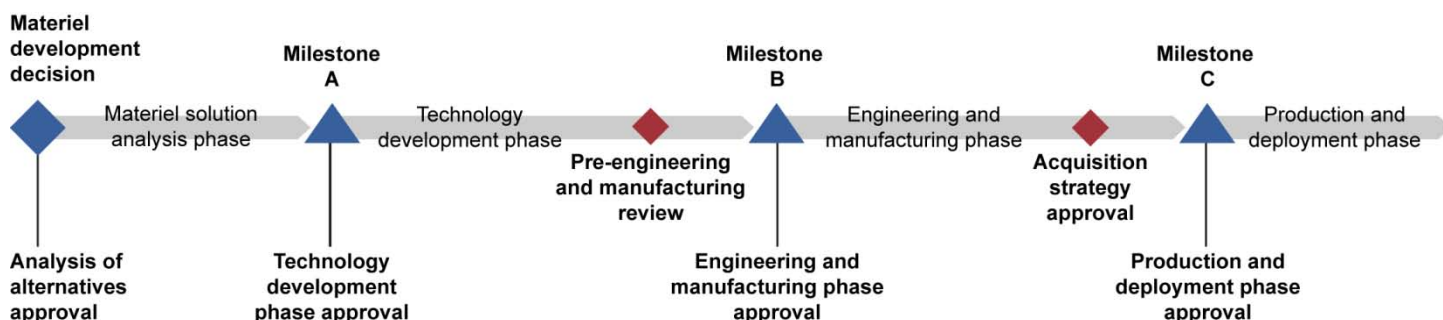 Materiel
development
decision
Milestone
A
Milestone
B
Milestone
C
Materiel solution
analysis phase
Technology
development phase
Engineering and
manufacturing phase
Production and
deployment phase
Pre-engineering
and manufacturing
review
Acquisition
strategy
approval
Analysis of
alternatives
approval
Technology
development
phase approval
Engineering and
manufacturing phase
approval
Production and
deployment phase
approval